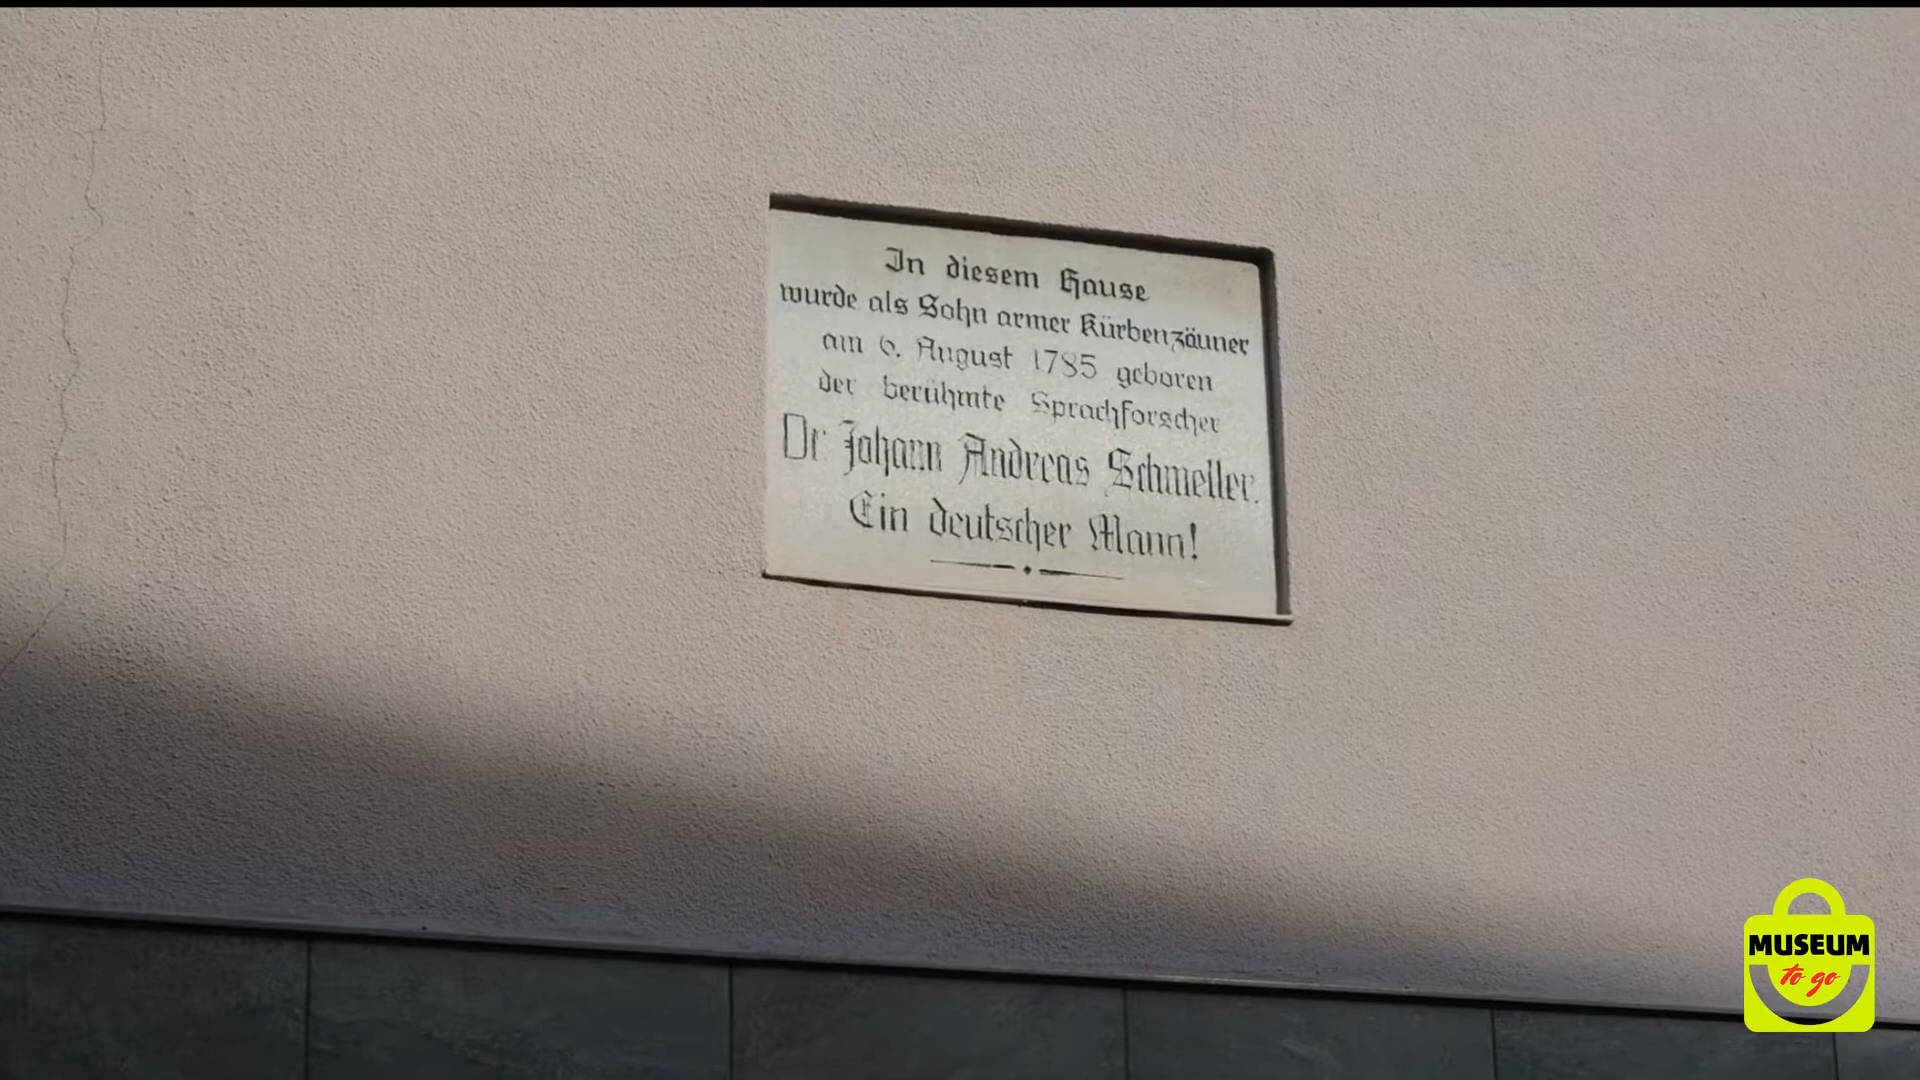 In diesem Hause
wurde als Sohn armer Kürbenzäuner
am 6. August 1785 geboren
der berühmte Sprachforscher
Dr. Johann Andreas Schmeller.
Ein deutscher Mann!
MUSEUM
to go